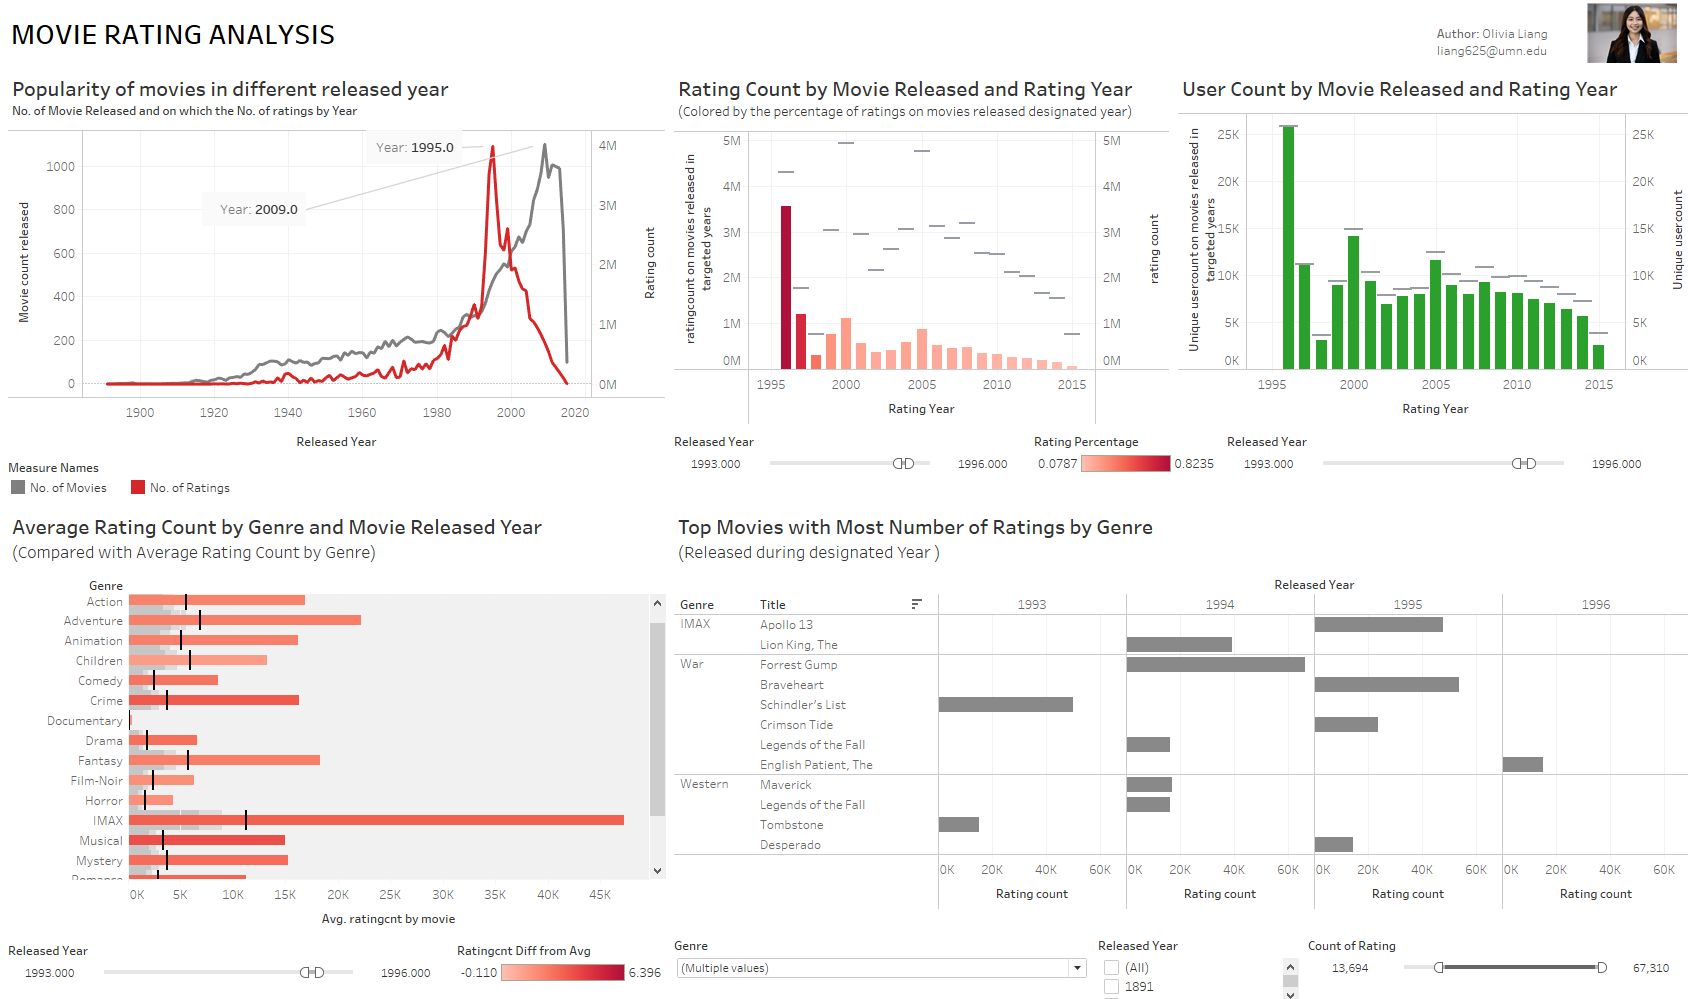 MOVIE RATING ANALYSIS
Author: Olivia Liang
liang625@umn.edu
Popularity of movies in different released year
No. of Movie Released and on which the No. of ratings by Year
Movie count released
1000
800
600
400
200
0
Year: 1995.0
Year: 2009.0
4M
3M
2M
1M
0M
Rating count
1900 1920 1940 1960 1980 2000 2020
Released Year
Measure Names
No. of Movies No. of Ratings
Rating Count by Movie Released and Rating Year
(Colored by the percentage of ratings on movies released designated year)
ratingcount on movies released in
targeted years
5M
4M
3M
2M
1M
0M
5M
4M
3M
2M
1M
0M
rating count
1995 2000 2005 2010 2015
Rating Year
Released Year
1993.000 1996.000
Rating Percentage
0.0787 0.8235
User Count by Movie Released and Rating Year
Unique usercount on movies released in
targeted years
25K
20K
15K
10K
5K
0K
25K
20K
15K
10K
5K
0K
Unique usercount
1995 2000 2005 2010 2015
Rating Year
Released Year
1993.000 1996.000
Average Rating Count by Genre and Movie Released Year
(Compared with Average Rating Count by Genre)
Genre
Action
Adventure
Animation
Children
Comedy
Crime
Documentary
Drama
Fantasy
Film-Noir
Horror
IMAX
Musical
Mystery
Romance
0K 5K 10K 15K 20K 25K 30K 35K 40K 45K
Avg. ratingcnt by movie
Released Year
1993.000 1996.000
Ratingcnt Diff from Avg
-0.110 6.396
Top Movies with Most Number of Ratings by Genre
(Released during designated Year )
Released Year
Genre Title 1993 1994 1995 1996
IMAX Apollo 13
Lion King, The
War Forrest Gump
Braveheart
Schindler's List
Crimson Tide
Legends of the Fall
English Patient, The
Western Maverick
Legends of the Fall
Tombstone
Desperado
0K 20K 40K 60K 0K 20K 40K 60K 0K 20K 40K 60K 0K 20K 40K 60K
Rating count Rating count Rating count Rating count
Genre
(Multiple values)
Released Year
(All)
1891
Count of Rating
13,694 67,310